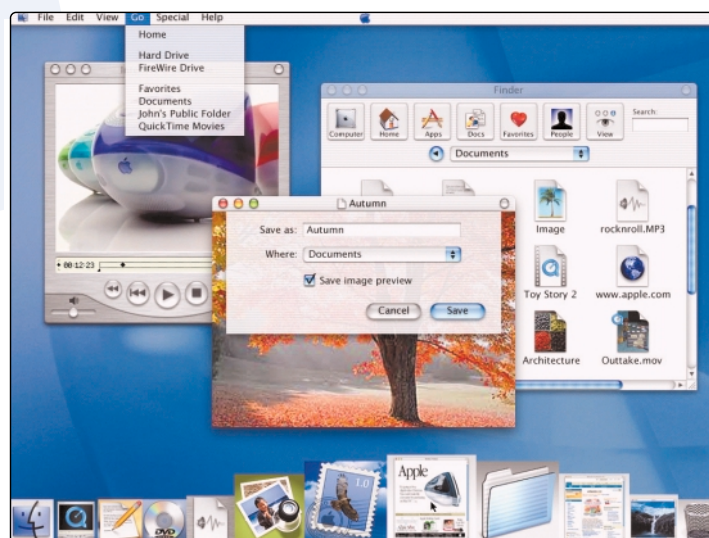 File Edit View Go Special Help
Home
Hard Drive
FireWire Drive
Favorites
Documents
John's Public Folder
QuickTime Movies
00:12:23
Finder
Computer
Home
Apps
Docs
Favorites
People
View
Search:
Documents
Image
rocknroll.MP3
Toy Story 2
www.apple.com
Architecture
Outtake.mov
Autumn
Save as: Autumn
Where: Documents
Save image preview
Cancel
Save
DVD
1.0
Apple